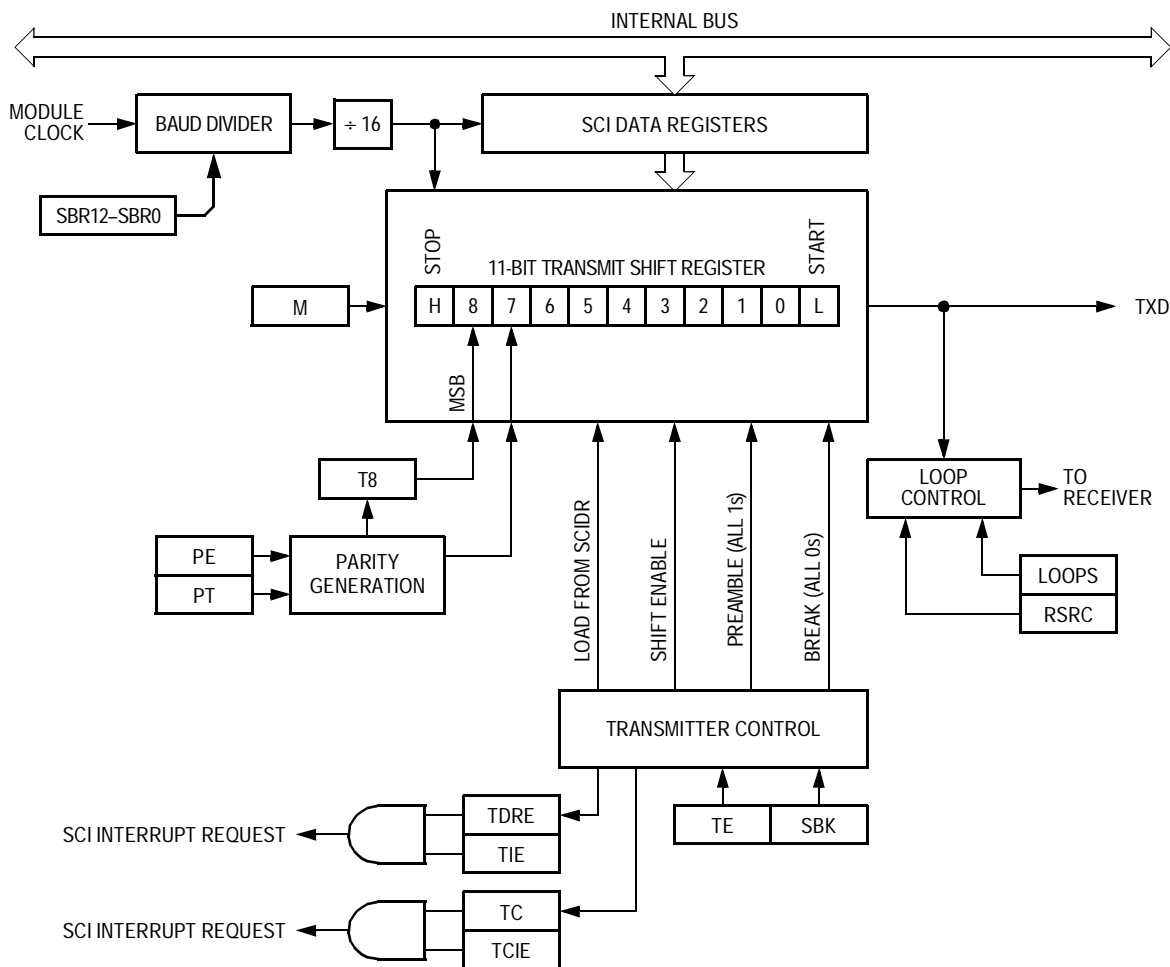 INTERNAL BUS
MODULE
CLOCK
BAUD DIVIDER
÷ 16
SCI DATA REGISTERS
SBR12–SBR0
STOP
11-BIT TRANSMIT SHIFT REGISTER
START
M
H 8 7 6 5 4 3 2 1 0 L
TXD
MSB
T8
LOOP
CONTROL
TO
RECEIVER
PE
PT
PARITY
GENERATION
LOAD FROM SCIDR
SHIFT ENABLE
PREAMBLE (ALL 1s)
BREAK (ALL 0s)
LOOPS
RSRC
TRANSMITTER CONTROL
TE
SBK
SCI INTERRUPT REQUEST
TDRE
TIE
SCI INTERRUPT REQUEST
TC
TCIE